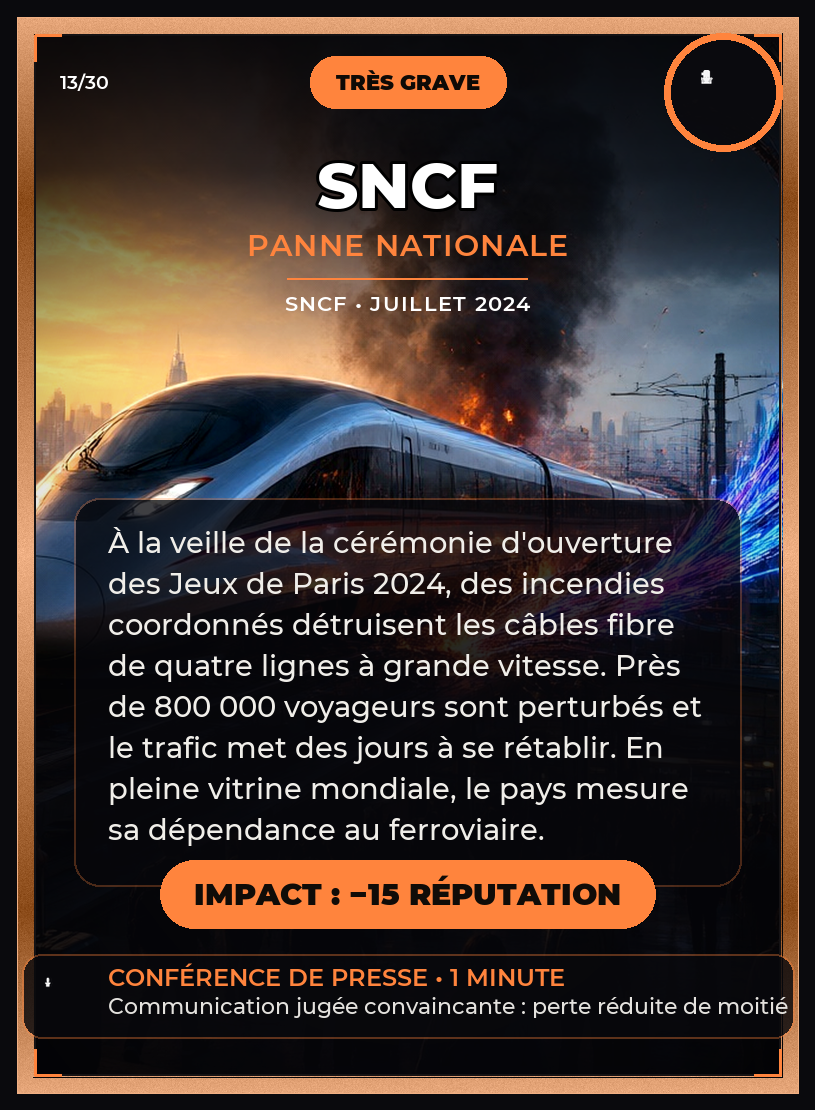 13/30
TRÈS GRAVE
SNCF
PANNE NATIONALE
SNCF • JUILLET 2024
À la veille de la cérémonie d'ouverture
des Jeux de Paris 2024, des incendies
coordonnés détruisent les câbles fibre
de quatre lignes à grande vitesse. Près
de 800 000 voyageurs sont perturbés et
le trafic met des jours à se rétablir. En
pleine vitrine mondiale, le pays mesure
sa dépendance au ferroviaire.
IMPACT : −15 RÉPUTATION
CONFÉRENCE DE PRESSE • 1 MINUTE
Communication jugée convaincante : perte réduite de moitié